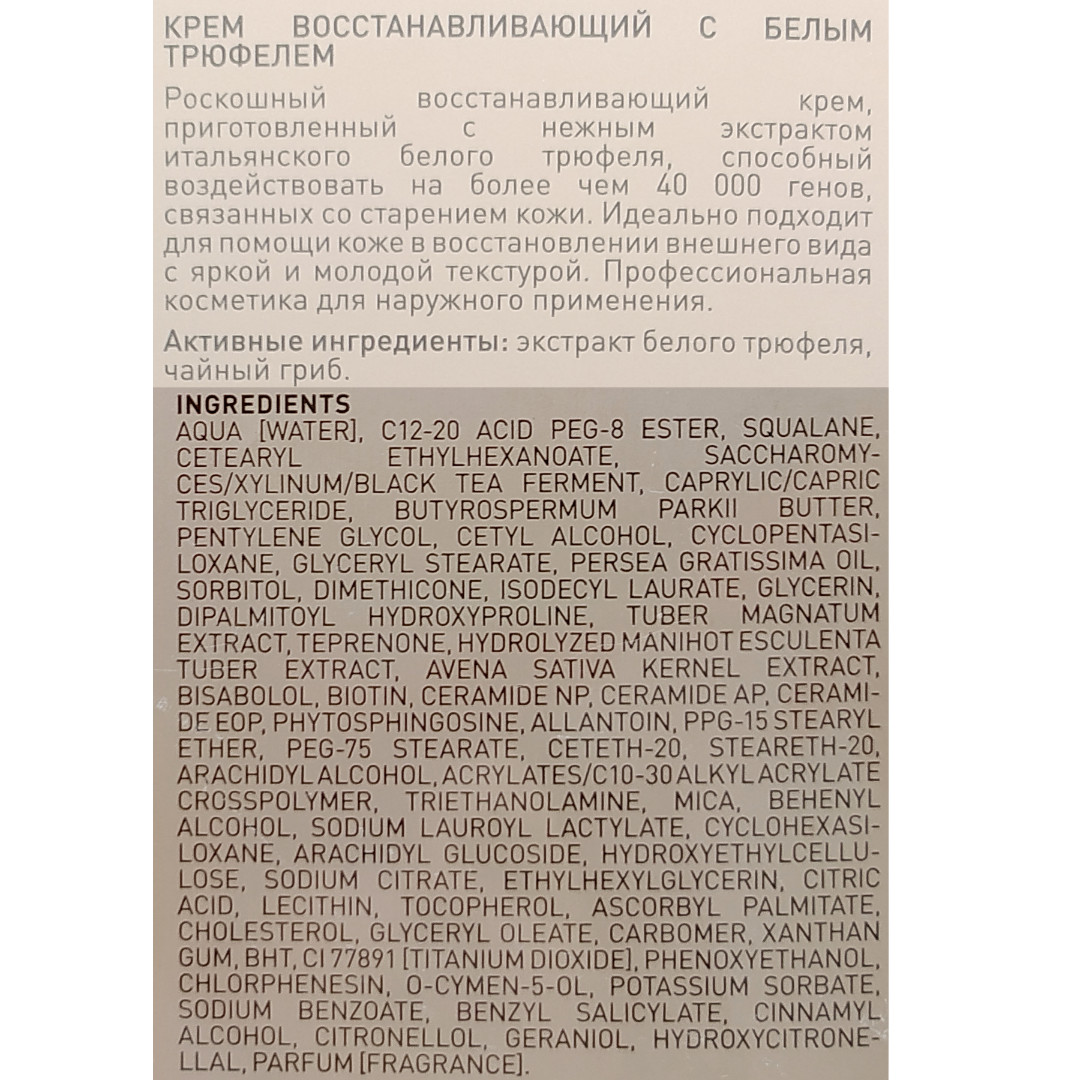 КРЕМ ВОССТАНАВЛИВАЮЩИЙ С БЕЛЫМ
ТРЮФЕЛЕМ
Роскошный восстанавливающий крем,
приготовленный с нежным экстрактом
итальянского белого трюфеля, способный
воздействовать на более чем 40 000 генов,
связанных со старением кожи. Идеально подходит
для помощи коже в восстановлении внешнего вида
с яркой и молодой текстурой. Профессиональная
косметика для наружного применения.
Активные ингредиенты: экстракт белого трюфеля,
чайный гриб.
INGREDIENTS
AQUA [WATER], C12-20 ACID PEG-8 ESTER, SQUALANE,
CETEARYL ETHYLHEXANOATE, SACCHAROMY-
CES/XYLINUM/BLACK TEA FERMENT, CAPRYLIC/CAPRIC
TRIGLYCERIDE, BUTYROSPERMUM PARKII BUTTER,
PENTYLENE GLYCOL, CETYL ALCOHOL, CYCLOPENTASI-
LOXANE, GLYCERYL STEARATE, PERSEA GRATISSIMA OIL,
SORBITOL, DIMETHICONE, ISODECYL LAURATE, GLYCERIN,
DIPALMITOYL HYDROXYPROLINE, TUBER MAGNATUM
EXTRACT, TEPRENONE, HYDROLYZED MANIHOT ESCULENTA
TUBER EXTRACT, AVENA SATIVA KERNEL EXTRACT,
BISABOLOL, BIOTIN, CERAMIDE NP, CERAMIDE AP, CERAMI-
DE EOP, PHYTOSPHINGOSINE, ALLANTOIN, PPG-15 STEARYL
ETHER, PEG-75 STEARATE, CETETH-20, STEARETH-20,
ARACHIDYL ALCOHOL, ACRYLATES/C10-30 ALKYL ACRYLATE
CROSSPOLYMER, TRIETHANOLAMINE, MICA, BEHENYL
ALCOHOL, SODIUM LAUROYL LACTYLATE, CYCLOHEXASI-
LOXANE, ARACHIDYL GLUCOSIDE, HYDROXYETHYLCELLU-
LOSE, SODIUM CITRATE, ETHYLHEXYLGLYCERIN, CITRIC
ACID, LECITHIN, TOCOPHEROL, ASCORBYL PALMITATE,
CHOLESTEROL, GLYCERYL OLEATE, CARBOMER, XANTHAN
GUM, BHT, CI 77891 [TITANIUM DIOXIDE], PHENOXYETHANOL,
CHLORPHENESIN, O-CYMEN-5-OL, POTASSIUM SORBATE,
SODIUM BENZOATE, BENZYL SALICYLATE, CINNAMYL
ALCOHOL, CITRONELLOL, GERANIOL, HYDROXYCITRONE-
LLAL, PARFUM [FRAGRANCE].